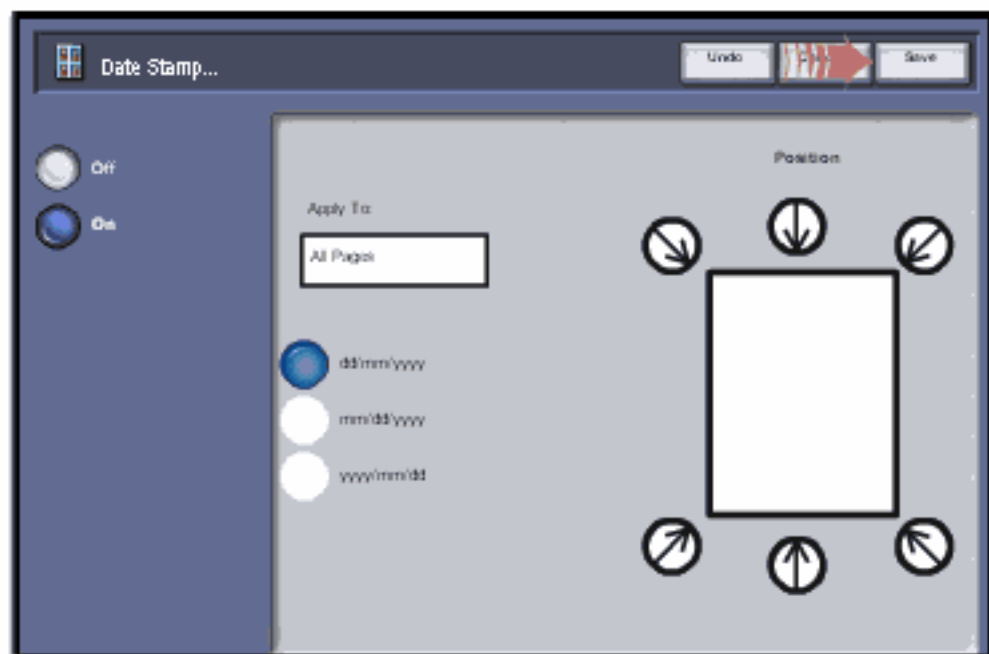 Date Stamp...
Undo
Save
Off
On
Position
Apply To:
All Pages
dd/mm/yyyy
mm/dd/yyyy
yyyy/mm/dd